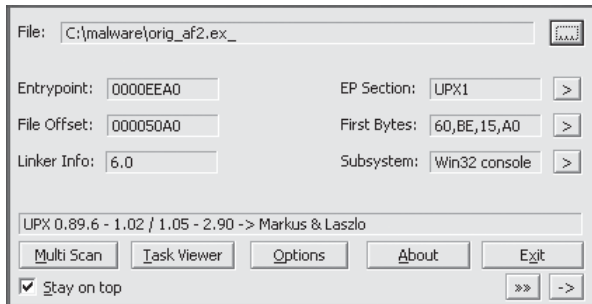 File: C:\malware\orig_af2.ex_ ...
Entrypoint: 0000EEA0 EP Section: UPX1 >
File Offset: 000050A0 First Bytes: 60,BE,15,A0 >
Linker Info: 6.0 Subsystem: Win32 console >
UPX 0.89.6 - 1.02 / 1.05 - 2.90 -> Markus & Laszlo
Multi Scan Task Viewer Options About Exit
Stay on top »» ->